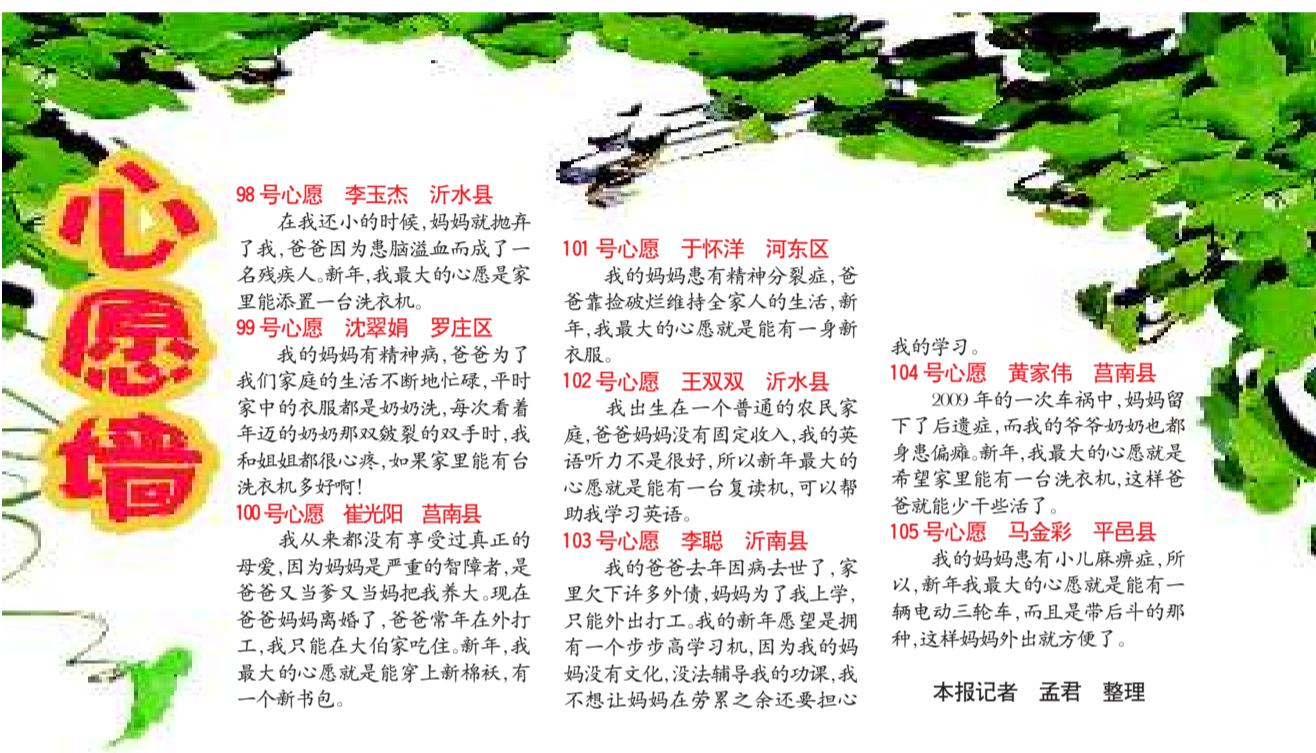 心愿墙
98号心愿 李玉杰 沂水县
在我还小的时候,妈妈就抛弃
了我,爸爸因为患脑溢血而成了一
名残疾人。新年,我最大的心愿是家
里能添置一台洗衣机。
99号心愿 沈翠娟 罗庄区
我的妈妈有精神病,爸爸为了
我们家庭的生活不断地忙碌,平时
家中的衣服都是奶奶洗,每次看着
年迈的奶奶那双皴裂的双手时,我
和姐姐都很心疼,如果家里能有台
洗衣机多好啊!
100号心愿 崔光阳 莒南县
我从来都没有享受过真正的
母爱,因为妈妈是严重的智障者,是
爸爸又当爹又当妈把我养大。现在
爸爸妈妈离婚了,爸爸常年在外打
工,我只能在大伯家吃住。新年,我
最大的心愿就是能穿上新棉袄,有
一个新书包。
101号心愿 于怀洋 河东区
我的妈妈患有精神分裂症,爸
爸靠捡破烂维持全家人的生活,新
年,我最大的心愿就是能有一身新
衣服。
102号心愿 王双双 沂水县
我出生在一个普通的农民家
庭,爸爸妈妈没有固定收入,我的英
语听力不是很好,所以新年最大的
心愿就是能有一台复读机,可以帮
助我学习英语。
103号心愿 李聪 沂南县
我的爸爸去年因病去世了,家
里欠下许多外债,妈妈为了我上学,
只能外出打工。我的新年愿望是拥
有一个步步高学习机,因为我的妈
妈没有文化,没法辅导我的功课,我
不想让妈妈在劳累之余还要担心
我的学习。
104号心愿 黄家伟 莒南县
2009年的一次车祸中,妈妈留
下了后遗症,而我的爷爷奶奶也都
身患偏瘫。新年,我最大的心愿就是
希望家里能有一台洗衣机,这样爸
爸就能少干些活了。
105号心愿 马金彩 平邑县
我的妈妈患有小儿麻痹症,所
以,新年我最大的心愿就是能有一
辆电动三轮车,而且是带后斗的那
种,这样妈妈外出就方便了。
本报记者 孟君 整理